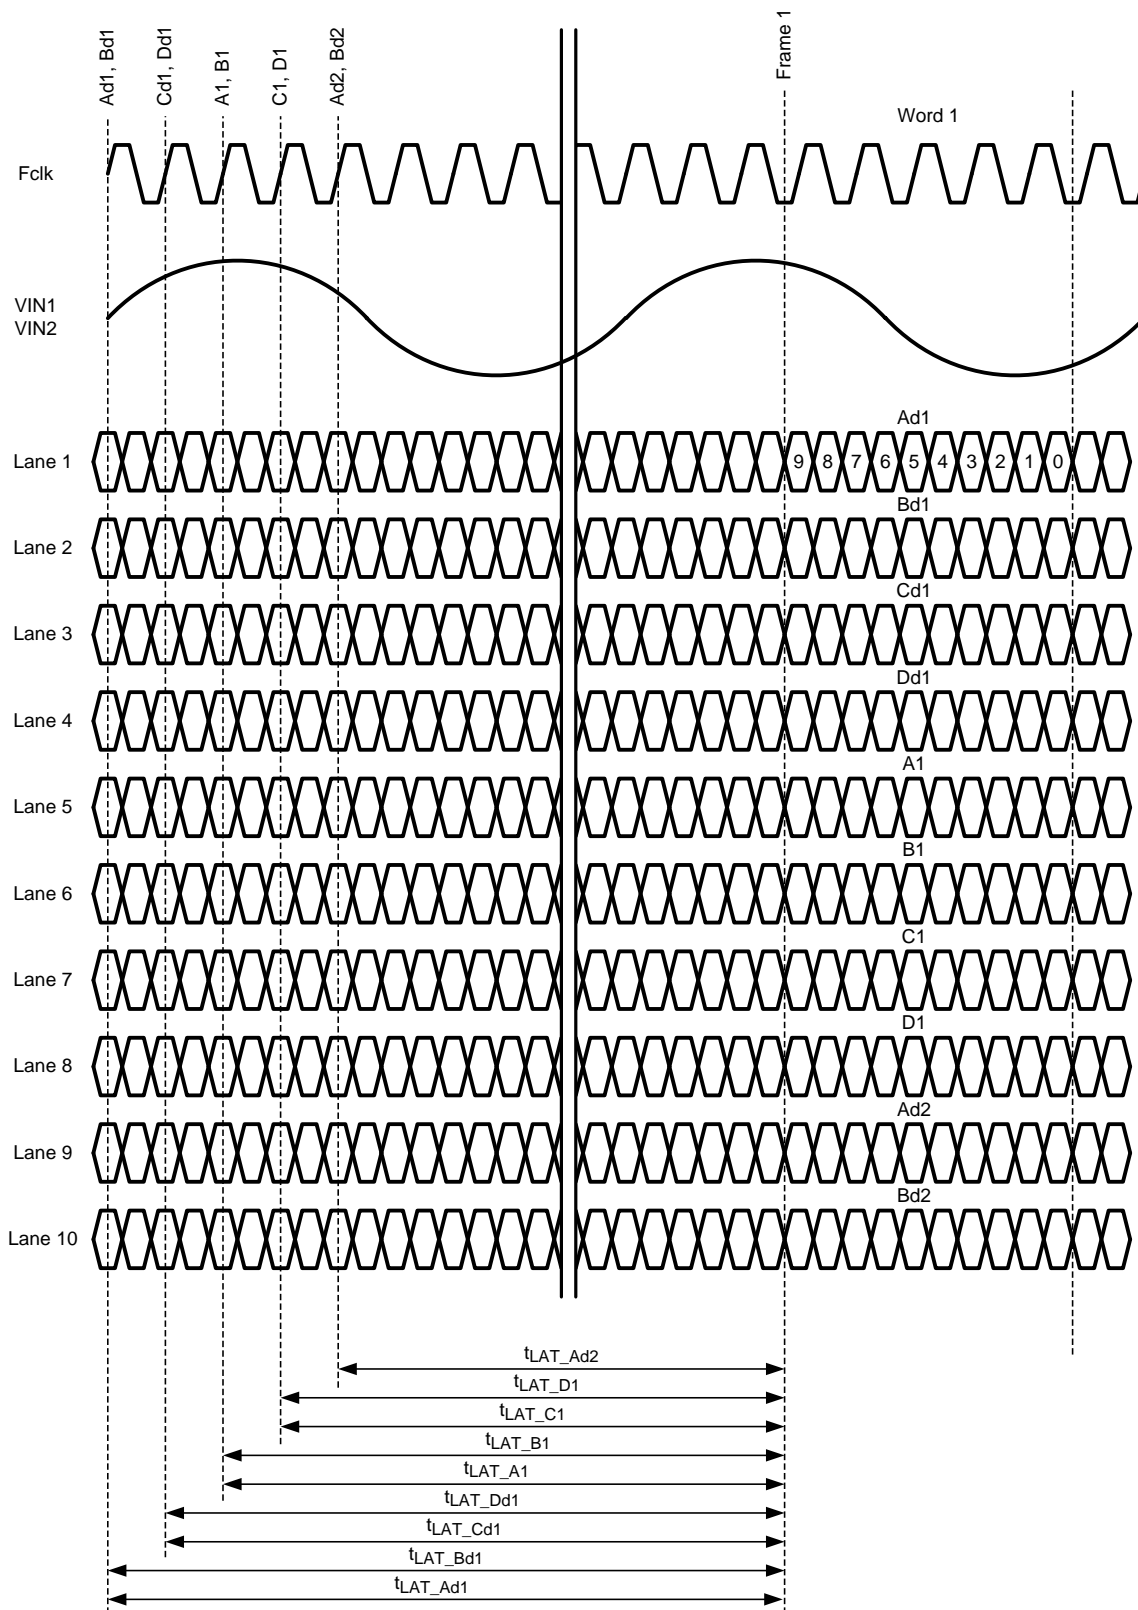 Ad1, Bd1
Cd1, Dd1
A1, B1
C1, D1
Ad2, Bd2
Frame 1
Word 1
Fclk
VIN1
VIN2
Ad1
Lane 1
9 8 7 6 5 4 3 2 1 0
Bd1
Lane 2
Cd1
Lane 3
Dd1
Lane 4
A1
Lane 5
B1
Lane 6
C1
Lane 7
D1
Lane 8
Ad2
Lane 9
Bd2
Lane 10
tLAT_Ad2
tLAT_D1
tLAT_C1
tLAT_B1
tLAT_A1
tLAT_Dd1
tLAT_Cd1
tLAT_Bd1
tLAT_Ad1